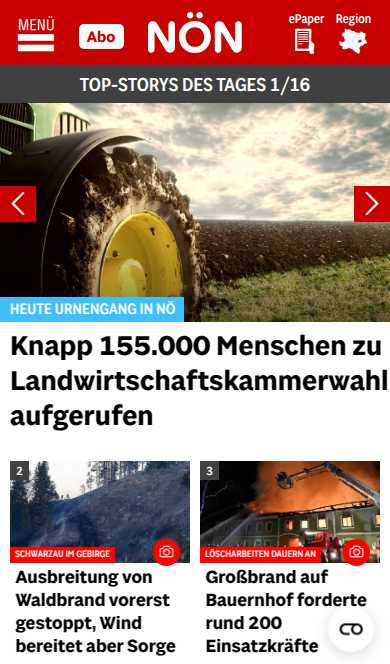 MENÜ
Abo
NÖN
ePaper
Region
TOP-STORYS DES TAGES 1/16
HEUTE URNENGANG IN NÖ
Knapp 155.000 Menschen zu
Landwirtschaftskammerwahl
aufgerufen
2
SCHWARZAU IM GEBIRGE
Ausbreitung von
Waldbrand vorerst
gestoppt, Wind
bereitet aber Sorge
3
LÖSCHARBEITEN DAUERN AN
Großbrand auf
Bauernhof forderte
rund 200
Einsatzkräfte